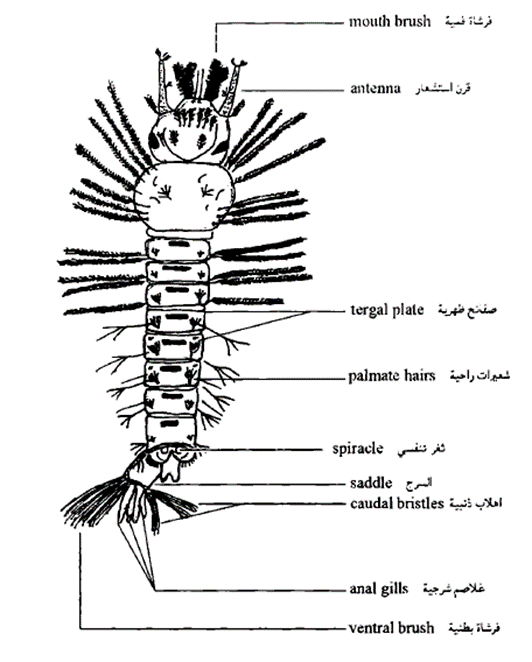 mouth brush فرشاة فمية
antenna قرن استشعار
tergal plate صفائح ظهرية
palmate hairs شعيرات راحية
spiracle ثغر تنفسي
saddle السرج
caudal bristles اهلاب ذنبية
anal gills غلاصم شرجية
ventral brush فرشاة بطنية